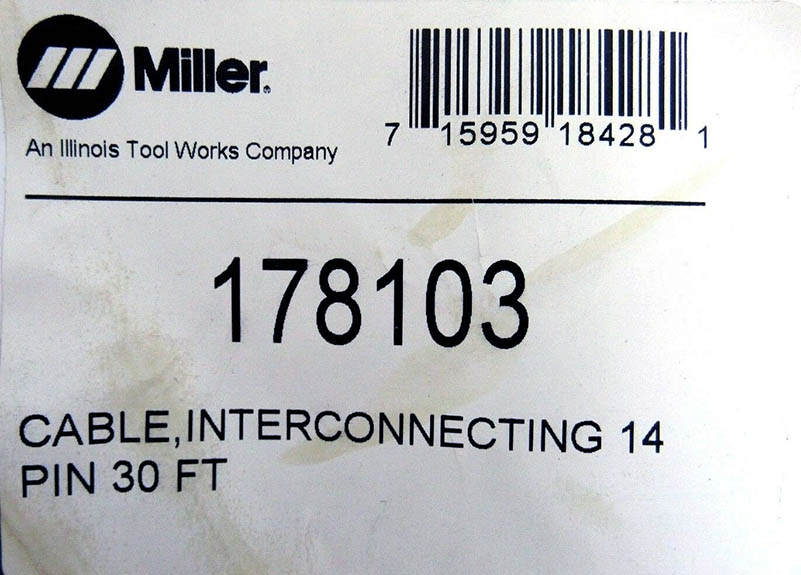 Miller®
An Illinois Tool Works Company
7 15959 18428 1
178103
CABLE,INTERCONNECTING 14
PIN 30 FT